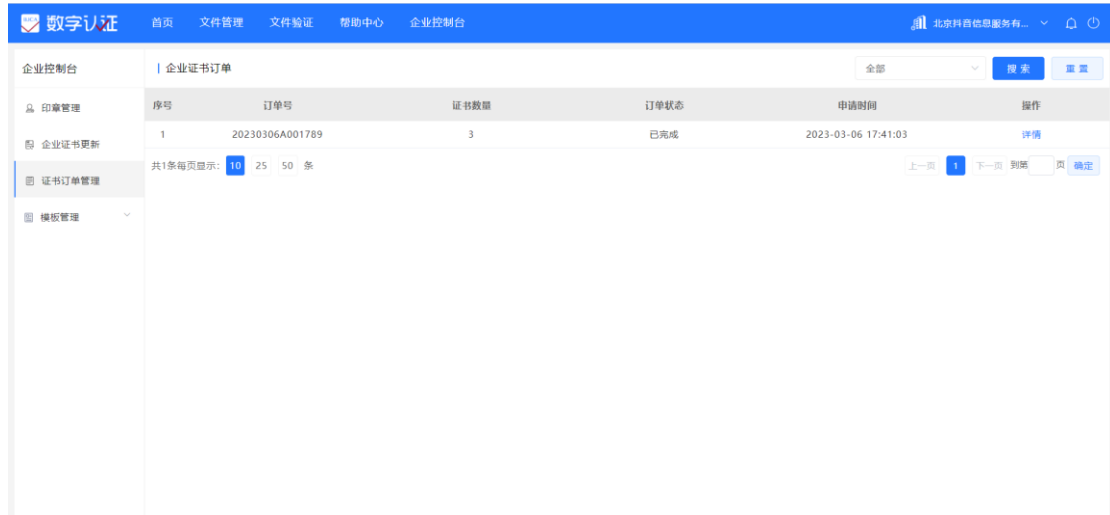 数字认证 首页 文件管理 文件验证 帮助中心 企业控制台 北京抖音信息服务有...
企业控制台
印章管理
企业证书更新
证书订单管理
模板管理
企业证书订单 全部 搜索 重置
序号 订单号 证书数量 订单状态 申请时间 操作
1 20230306A001789 3 已完成 2023-03-06 17:41:03 详情
共1条每页显示: 10 25 50 条 上一页 1 下一页 到第 页 确定